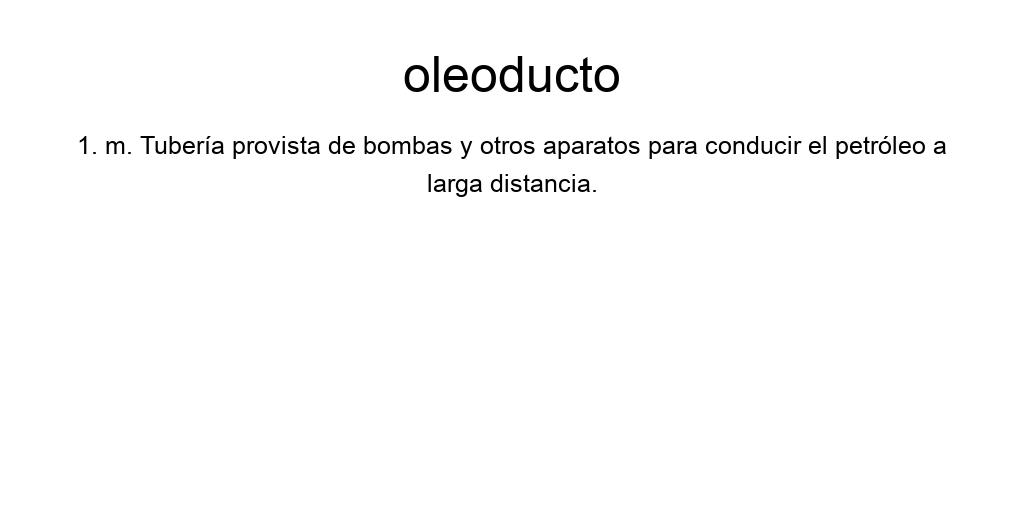 oleoducto
1. m. Tubería provista de bombas y otros aparatos para conducir el petróleo a
larga distancia.